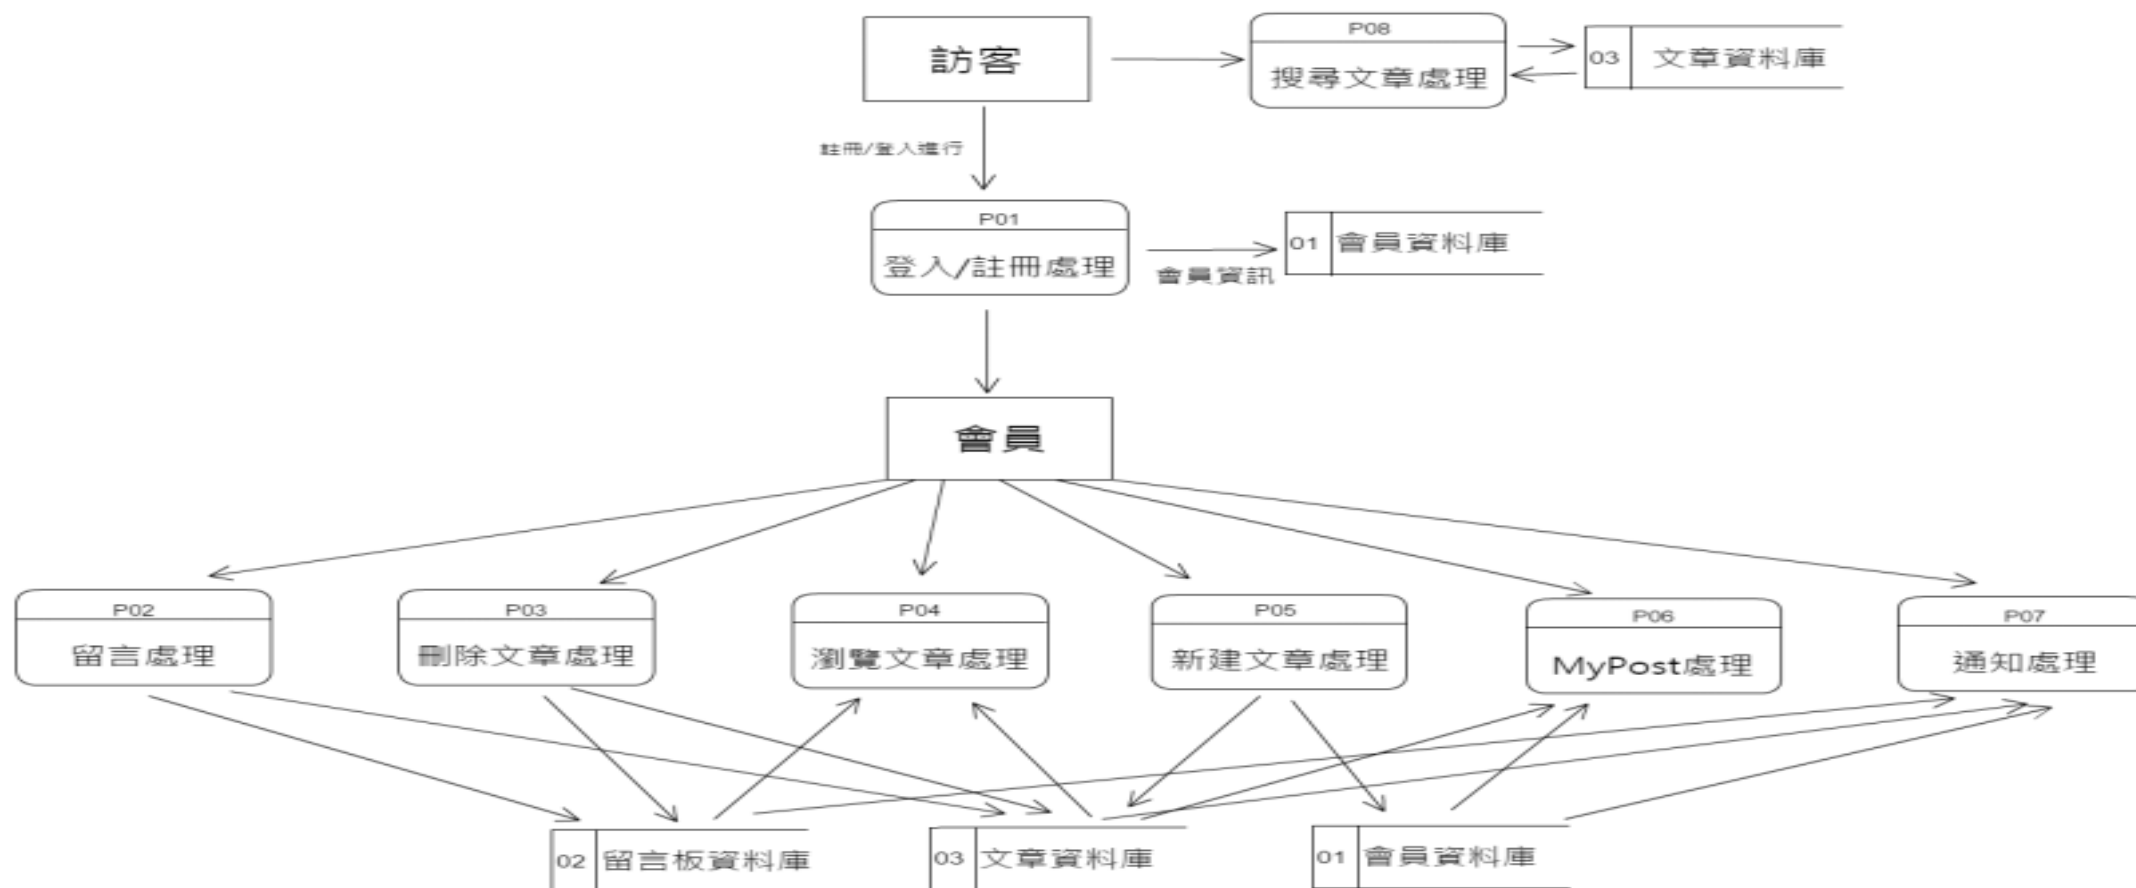 訪客
P08
搜尋文章處理
03 文章資料庫
註冊/登入進行
P01
登入/註冊處理
會員資訊
01 會員資料庫
會員
P02
留言處理
P03
刪除文章處理
P04
瀏覽文章處理
P05
新建文章處理
P06
MyPost處理
P07
通知處理
02 留言板資料庫
03 文章資料庫
01 會員資料庫